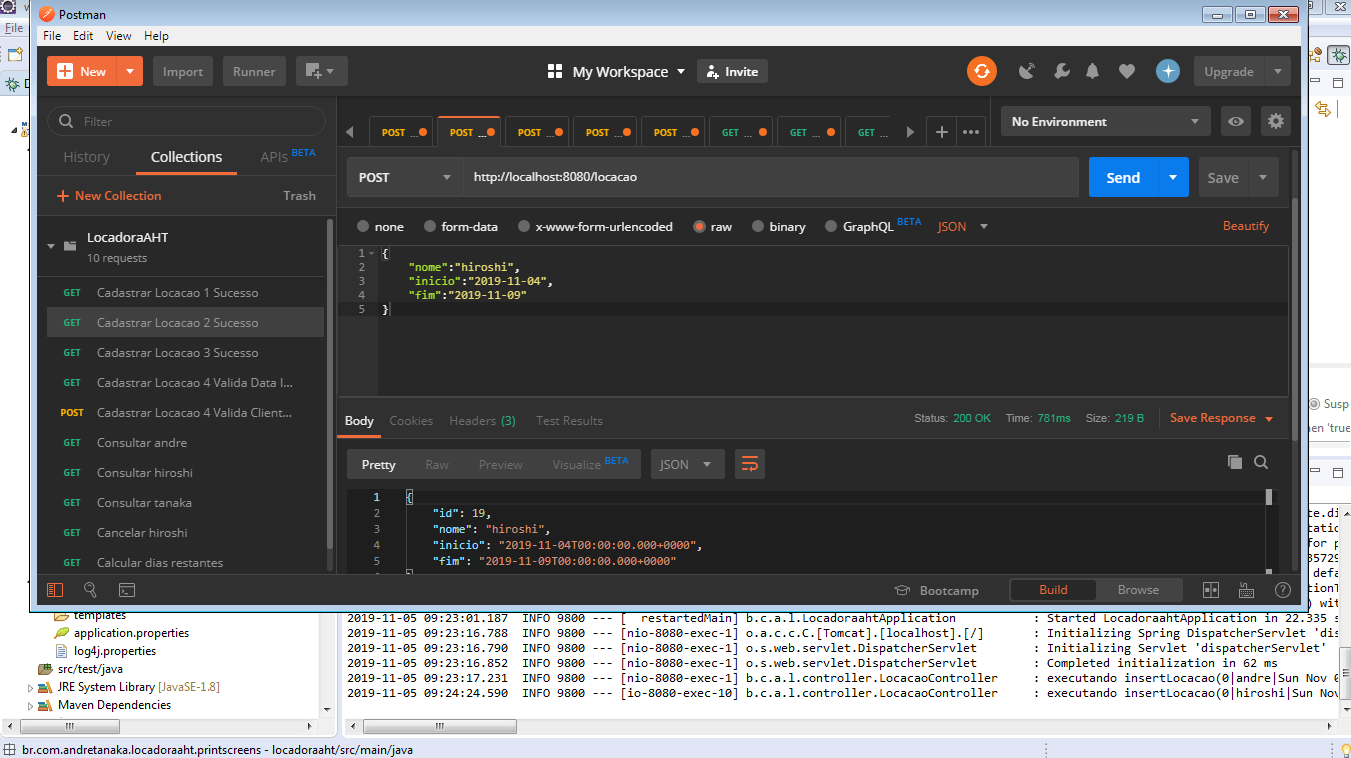 Postman
File
File Edit View Help
New Import Runner My Workspace Invite Upgrade
Filter
History Collections APIs BETA
New Collection Trash
LocadoraAHT
10 requests
GET Cadastrar Locacao 1 Sucesso
GET Cadastrar Locacao 2 Sucesso
GET Cadastrar Locacao 3 Sucesso
GET Cadastrar Locacao 4 Valida Data I...
POST Cadastrar Locacao 4 Valida Client...
GET Consultar andre
GET Consultar hiroshi
GET Consultar tanaka
GET Cancelar hiroshi
GET Calcular dias restantes
POST ... POST ... POST ... POST ... POST ... GET ... GET ... GET ...
No Environment
POST http://localhost:8080/locacao Send Save
none form-data x-www-form-urlencoded raw binary GraphQL BETA JSON Beautify
1 {
2 "nome":"hiroshi",
3 "inicio":"2019-11-04",
4 "fim":"2019-11-09"
5 }
Body Cookies Headers (3) Test Results Status: 200 OK Time: 781ms Size: 219 B Save Response
Pretty Raw Preview Visualize BETA JSON
1 {
2 "id": 19,
3 "nome": "hiroshi",
4 "inicio": "2019-11-04T00:00:00.000+0000",
5 "fim": "2019-11-09T00:00:00.000+0000"
Bootcamp Build Browse
Susp
'true
te.di
tatio
for p
35729
defa
tionT
) wit
templates
application.properties
log4j.properties
src/test/java
JRE System Library [JavaSE-1.8]
Maven Dependencies
2019-11-05 09:23:01.187 INFO 9800 --- [ restartedMain] b.c.a.l.LocadoraahtApplication : Started LocadoraahtApplication in 22.335 s
2019-11-05 09:23:16.788 INFO 9800 --- [nio-8080-exec-1] o.a.c.c.C.[Tomcat].[localhost].[/] : Initializing Spring DispatcherServlet 'dis
2019-11-05 09:23:16.790 INFO 9800 --- [nio-8080-exec-1] o.s.web.servlet.DispatcherServlet : Initializing Servlet 'dispatcherServlet'
2019-11-05 09:23:16.852 INFO 9800 --- [nio-8080-exec-1] o.s.web.servlet.DispatcherServlet : Completed initialization in 62 ms
2019-11-05 09:23:17.231 INFO 9800 --- [nio-8080-exec-1] b.c.a.l.controller.LocacaoController : executando insertLocacao(0|andre|Sun Nov 0
2019-11-05 09:24:24.590 INFO 9800 --- [io-8080-exec-10] b.c.a.l.controller.LocacaoController : executando insertLocacao(0|hiroshi|Sun Nov
br.com.andretanaka.locadoraaht.printscreens - locadoraaht/src/main/java